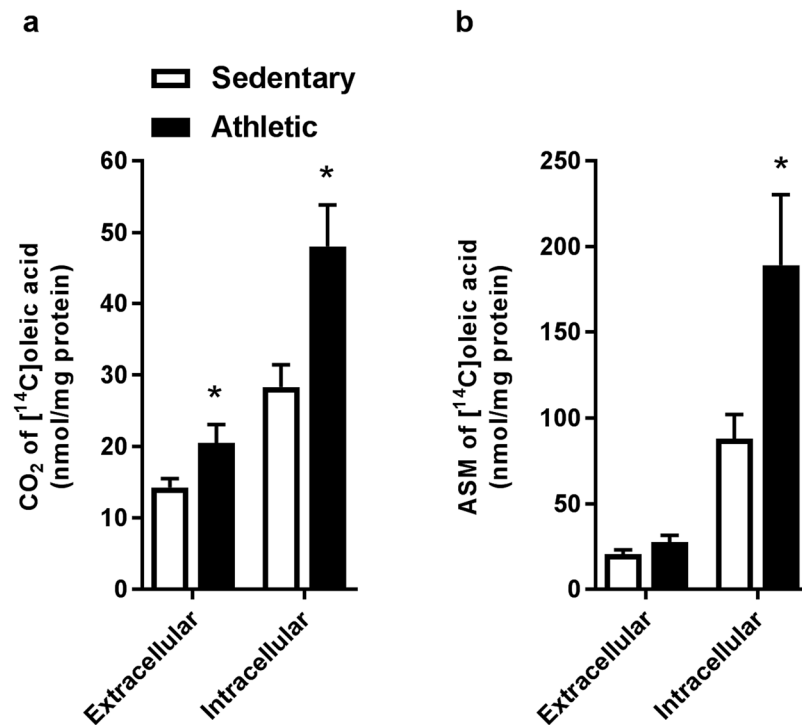 a
Sedentary
Athletic
60
50
40
30
20
10
0
CO₂ of [¹⁴C]oleic acid
(nmol/mg protein)
*
*
Extracellular
Intracellular
b
250
200
150
100
50
0
ASM of [¹⁴C]oleic acid
(nmol/mg protein)
*
Extracellular
Intracellular